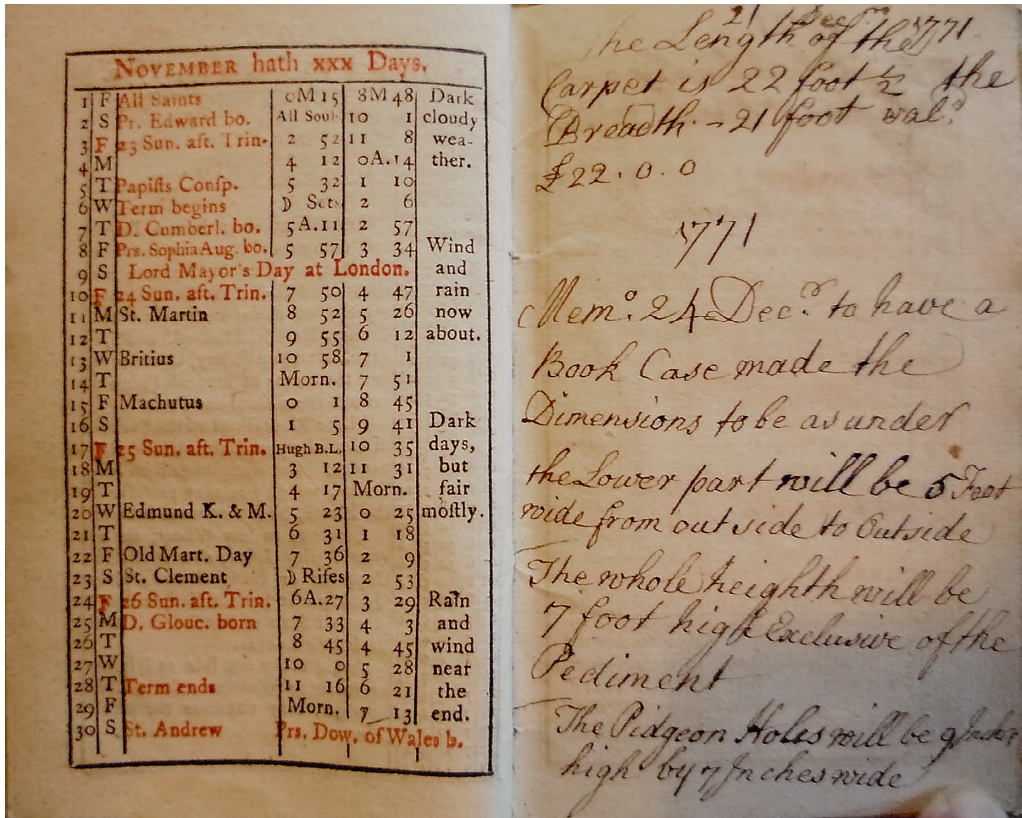 NOVEMBER hath xxx Days.
1 F All Saints 0M15 8M48 Dark
2 S Pr. Edward bo. All Soul 10 1 cloudy
3 F 23 Sun. aft. Trin. 2 52 11 8 wea-
4 M 4 12 0A.14 ther.
5 T Papiſts Conſp. 5 32 1 10
6 W Term begins D Sets 2 6
7 T D. Cumberl. bo. 5A.11 2 57
8 F Prs. Sophia Aug. bo. 5 57 3 34 Wind
9 S Lord Mayor's Day at London. and
10 F 24 Sun. aft. Trin. 7 50 4 47 rain
11 M St. Martin 8 52 5 26 now
12 T 9 55 6 12 about.
13 W Britius 10 58 7 1
14 T Morn. 7 51
15 F Machutus 0 1 8 45
16 S 1 5 9 41 Dark
17 F 25 Sun. aft. Trin. Hugh B.L. 10 35 days,
18 M 3 12 11 31 but
19 T 4 17 Morn. fair
20 W Edmund K. & M. 5 23 0 25 moſtly.
21 T 6 31 1 18
22 F Old Mart. Day 7 36 2 9
23 S St. Clement D Riſes 2 53
24 F 26 Sun. aft. Trin. 6A.27 3 29 Rain
25 M D. Glouc. born 7 33 4 3 and
26 T 8 45 4 45 wind
27 W 10 0 5 28 near
28 T Term ends 11 16 6 21 the
29 F Morn. 7 13 end.
30 S St. Andrew Prs. Dow. of Wales b.
21 Decem 1771
The Length of the
Carpet is 22 foot ½ the
Breadth - 21 foot val.
£22.0.0
1771
Mem.o 24 Dec.r to have a
Book Case made the
Dimensions to be as under
the Lower part will be 5 Foot
wide from out side to Outside
The whole heighth will be
7 foot high Exclusive of the
Pediment
The Pidgeon Holes will be 9 Inches
high by 7 Inches wide